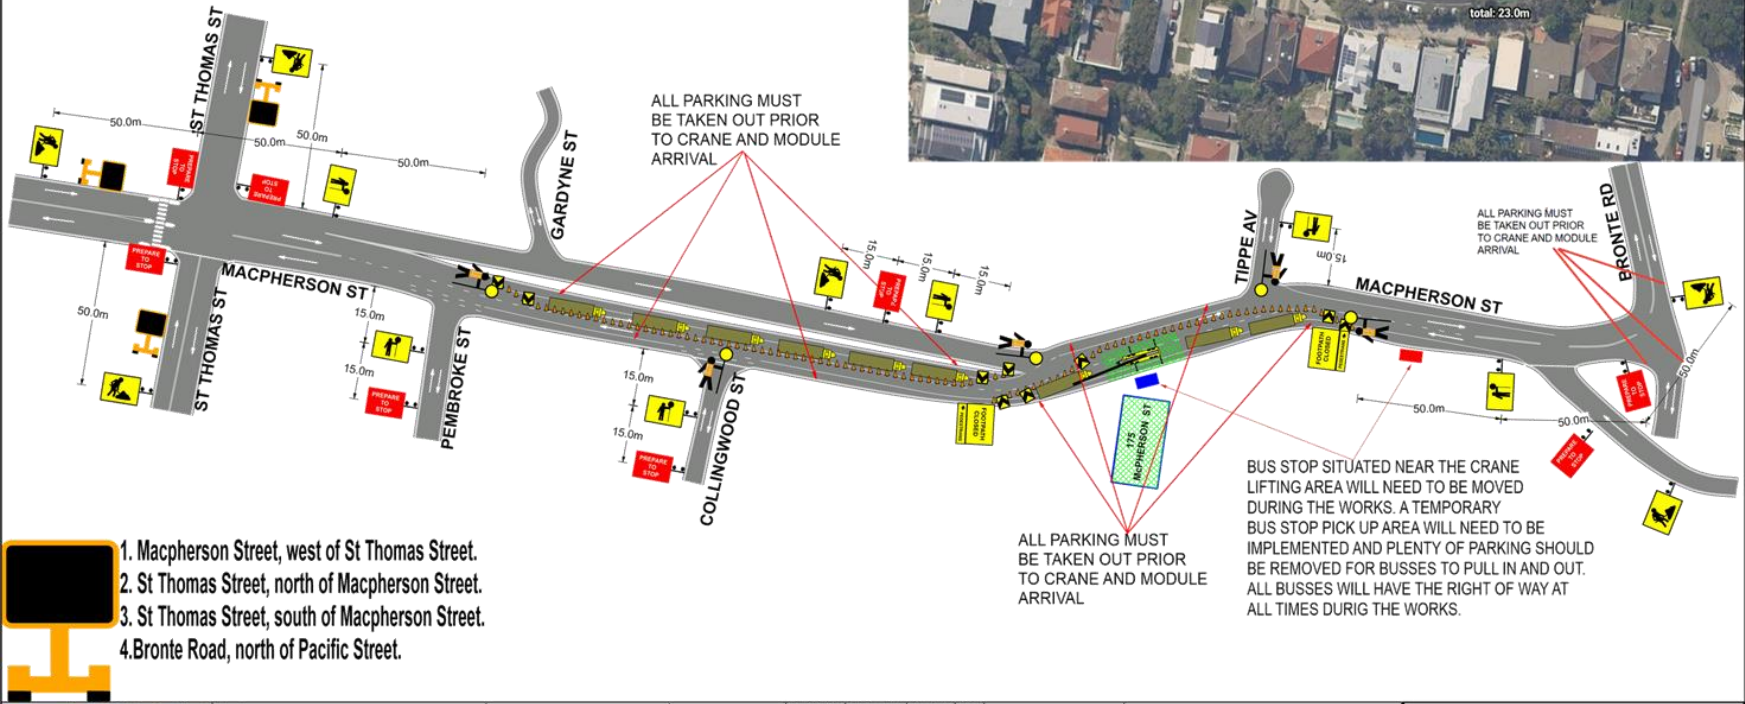 total: 23.0m
ST THOMAS ST
50.0m
50.0m
50.0m
50.0m
PREPARE
TO
STOP
PREPARE
TO
STOP
PREPARE
TO
STOP
50.0m
ST THOMAS ST
MACPHERSON ST
GARDYNE ST
ALL PARKING MUST
BE TAKEN OUT PRIOR
TO CRANE AND MODULE
ARRIVAL
15.0m
15.0m
PREPARE
TO
STOP
PEMBROKE ST
15.0m
15.0m
PREPARE
TO
STOP
COLLINGWOOD ST
15.0m
15.0m
15.0m
PREPARE
TO
STOP
FOOTPATH
CLOSED
175
McPHERSON ST
TIPPE AV
15.0m
MACPHERSON ST
FOOTPATH
CLOSED
ALL PARKING MUST
BE TAKEN OUT PRIOR
TO CRANE AND MODULE
ARRIVAL
BRONTE RD
50.0m
50.0m
50.0m
PREPARE
TO
STOP
PREPARE
TO
STOP
ALL PARKING MUST
BE TAKEN OUT PRIOR
TO CRANE AND MODULE
ARRIVAL
BUS STOP SITUATED NEAR THE CRANE
LIFTING AREA WILL NEED TO BE MOVED
DURING THE WORKS. A TEMPORARY
BUS STOP PICK UP AREA WILL NEED TO BE
IMPLEMENTED AND PLENTY OF PARKING SHOULD
BE REMOVED FOR BUSSES TO PULL IN AND OUT.
ALL BUSSES WILL HAVE THE RIGHT OF WAY AT
ALL TIMES DURIG THE WORKS.
1. Macpherson Street, west of St Thomas Street.
2. St Thomas Street, north of Macpherson Street.
3. St Thomas Street, south of Macpherson Street.
4.Bronte Road, north of Pacific Street.